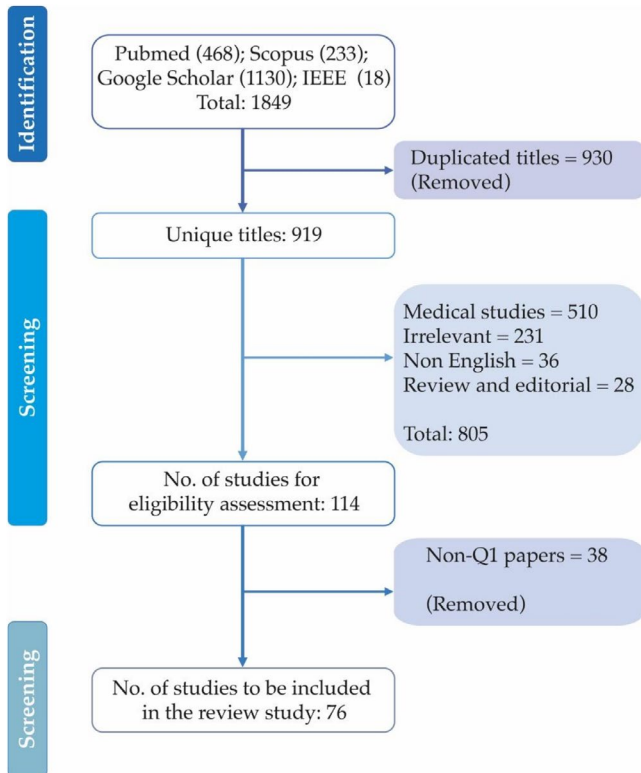 Identification
Pubmed (468); Scopus (233);
Google Scholar (1130); IEEE (18)
Total: 1849
Duplicated titles = 930
(Removed)
Screening
Unique titles: 919
Medical studies = 510
Irrelevant = 231
Non English = 36
Review and editorial = 28
Total: 805
No. of studies for
eligibility assessment: 114
Non-Q1 papers = 38
(Removed)
Screening
No. of studies to be included
in the review study: 76